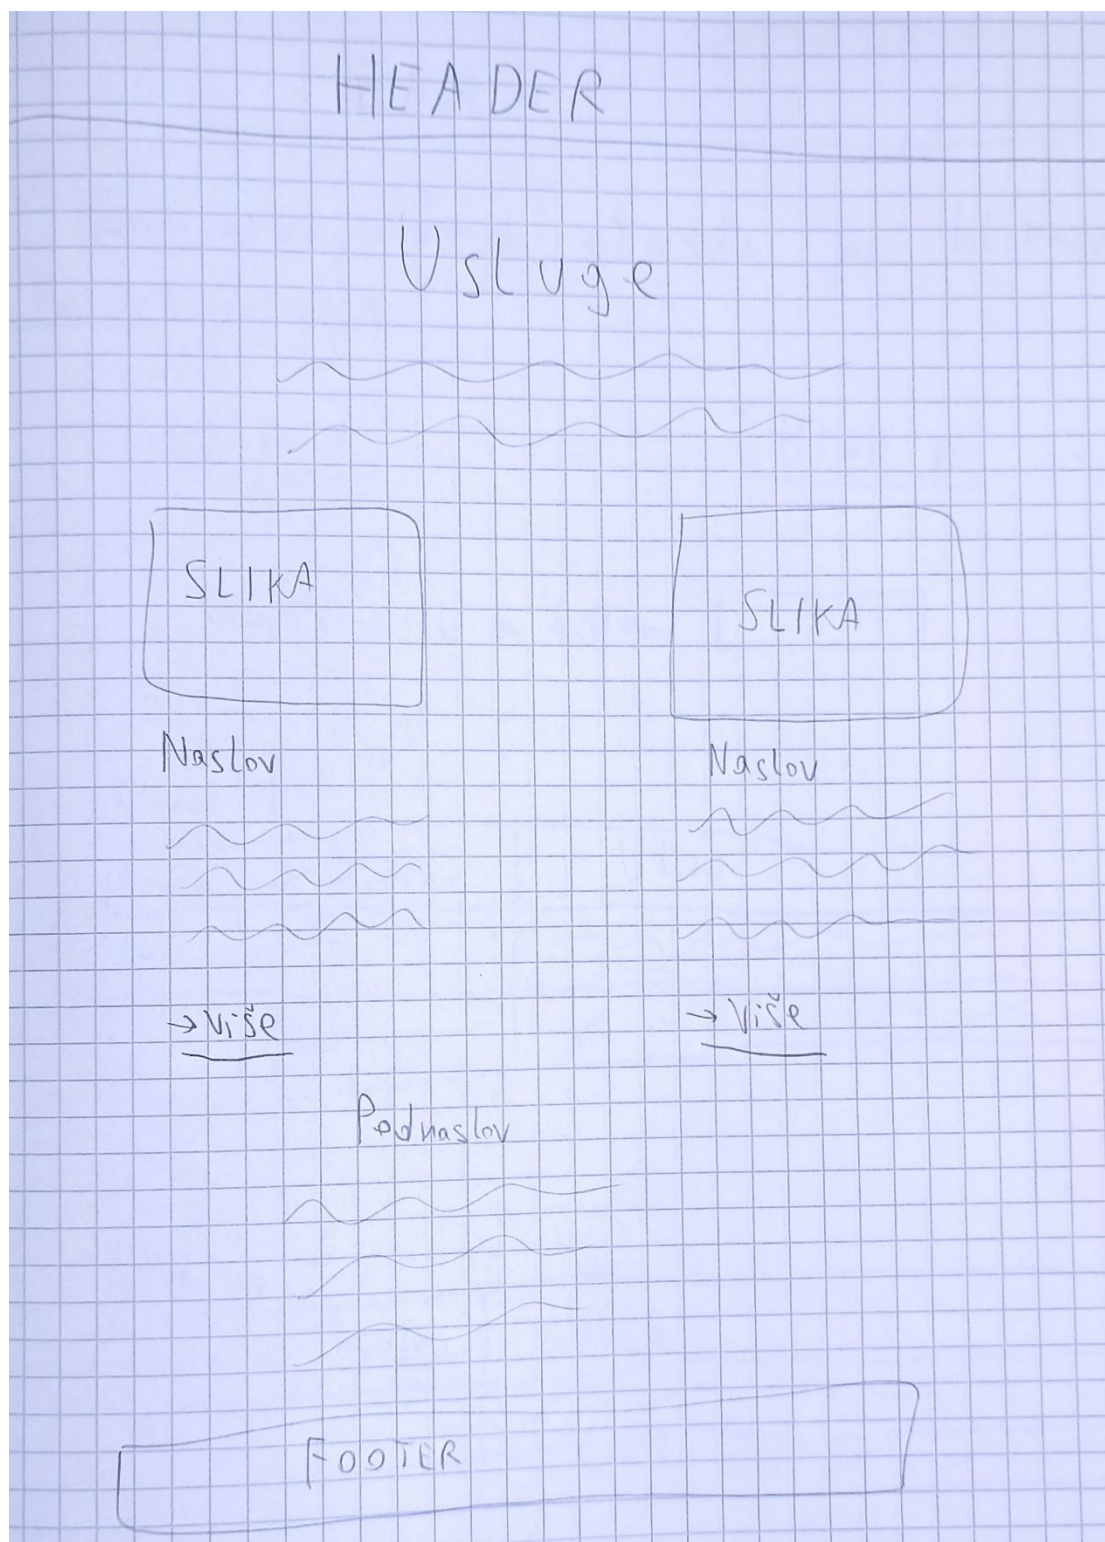 HEADER
Usluge
SLIKA
SLIKA
Naslov
Naslov
→ Više
→ Više
Podnaslov
FOOTER